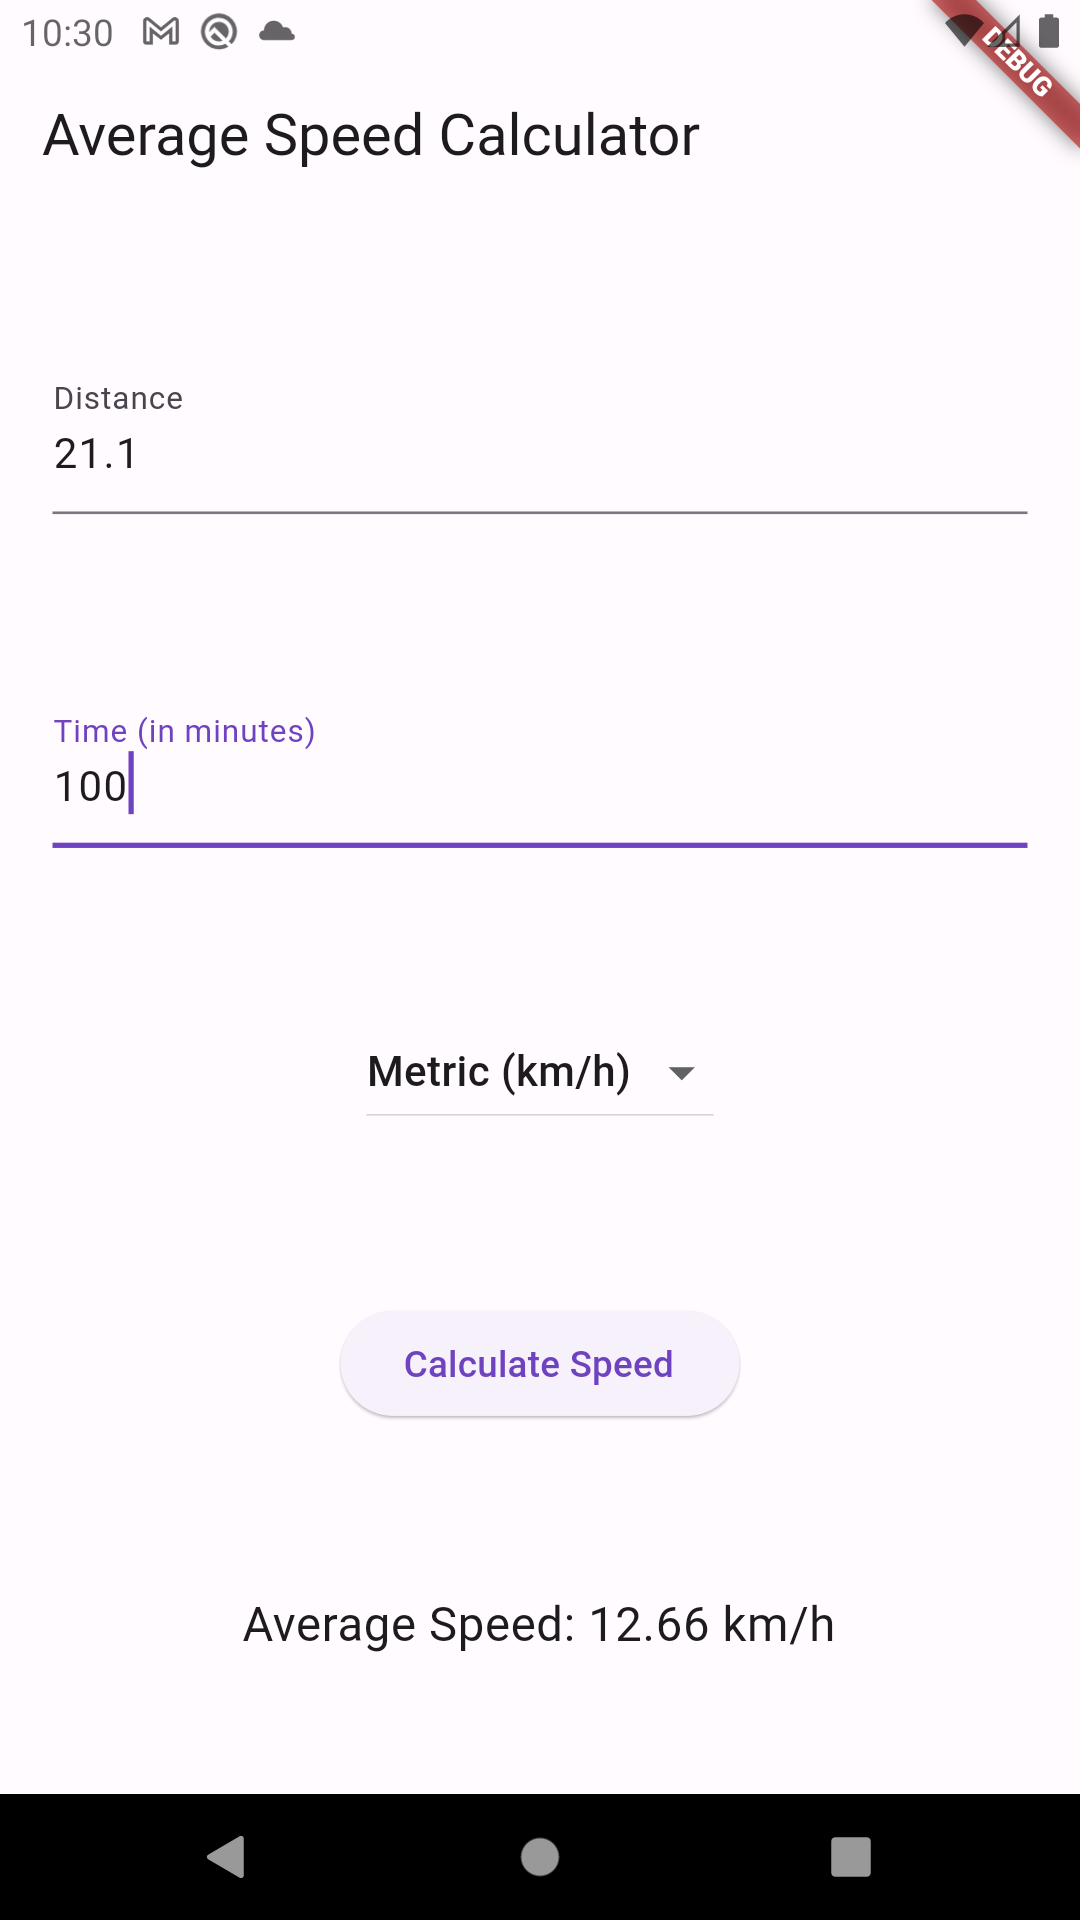 10:30
DEBUG
Average Speed Calculator
Distance
21.1
Time (in minutes)
100
Metric (km/h)
Calculate Speed
Average Speed: 12.66 km/h